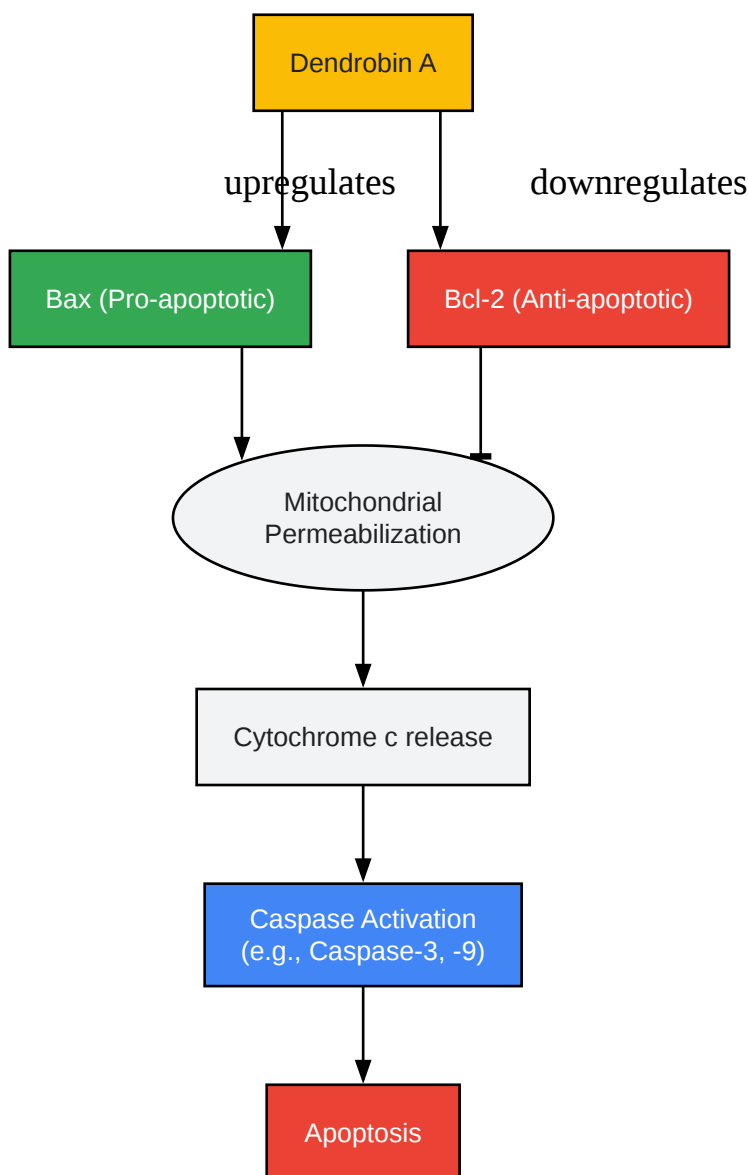 Dendrobin A
upregulates
downregulates
Bax (Pro-apoptotic)
Bcl-2 (Anti-apoptotic)
Mitochondrial
Permeabilization
Cytochrome c release
Caspase Activation
(e.g., Caspase-3, -9)
Apoptosis